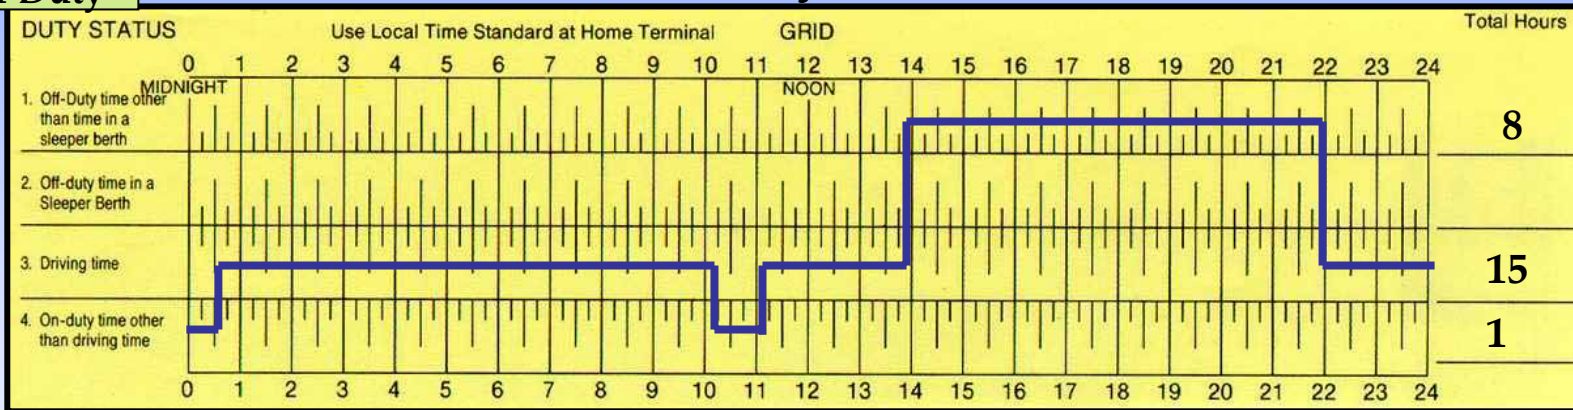 DUTY STATUS Use Local Time Standard at Home Terminal GRID Total Hours
0 1 2 3 4 5 6 7 8 9 10 11 12 13 14 15 16 17 18 19 20 21 22 23 24
MIDNIGHT NOON
1. Off-Duty time other
than time in a
sleeper berth
8
2. Off-duty time in a
Sleeper Berth
3. Driving time
15
4. On-duty time other
than driving time
1
0 1 2 3 4 5 6 7 8 9 10 11 12 13 14 15 16 17 18 19 20 21 22 23 24